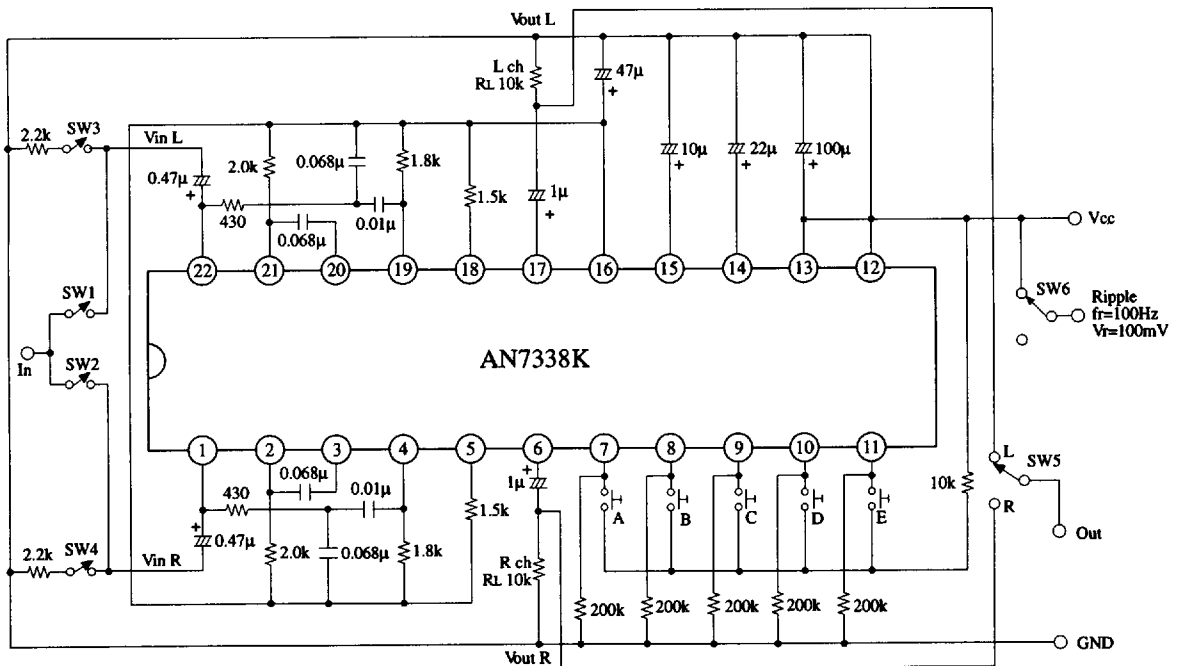 Vout L
L ch
RL 10k
47μ
+
SW3
2.2k
Vin L
0.47μ
+
2.0k
0.068μ
1.8k
10μ
+
22μ
+
100μ
+
1μ
+
1.5k
430
0.01μ
0.068μ
Vcc
22
21
20
19
18
17
16
15
14
13
12
SW1
SW6
Ripple
fr=100Hz
Vr=100mV
In
SW2
AN7338K
1
2
3
4
5
6
7
8
9
10
11
L
SW5
R
Out
0.068μ
430
0.01μ
+
1μ
+
1.5k
10k
A
B
C
D
E
SW4
2.2k
Vin R
0.47μ
2.0k
0.068μ
1.8k
R ch
RL 10k
200k
200k
200k
200k
200k
GND
Vout R